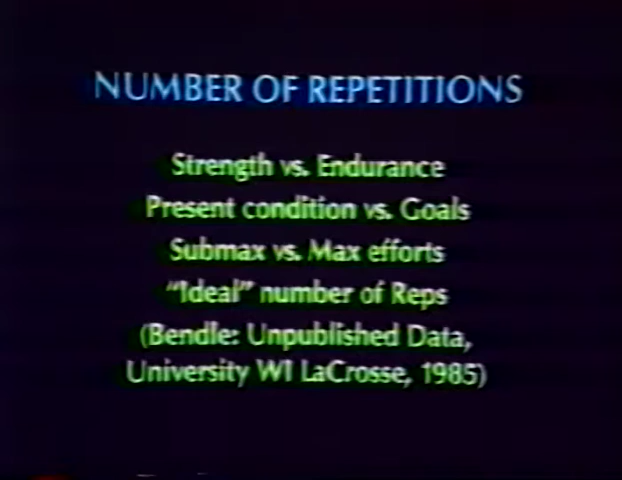 NUMBER OF REPETITIONS
Strength vs. Endurance
Present condition vs. Goals
Submax vs. Max efforts
"Ideal" number of Reps
(Bendle: Unpublished Data,
University WI LaCrosse, 1985)